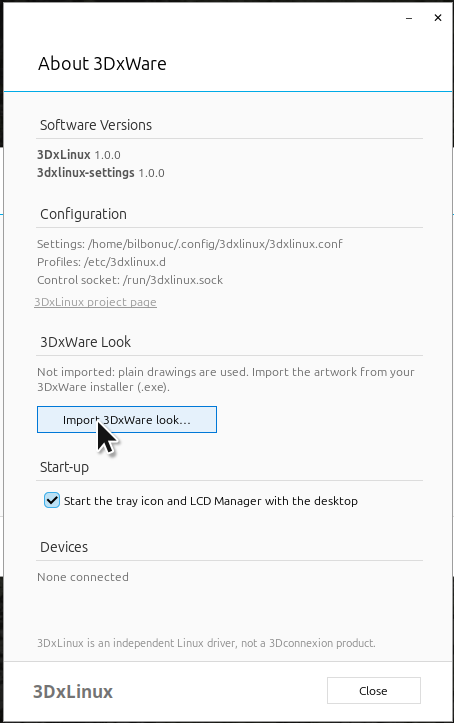 About 3DxWare
Software Versions
3DxLinux 1.0.0
3dxlinux-settings 1.0.0
Configuration
Settings: /home/bilbonuc/.config/3dxlinux/3dxlinux.conf
Profiles: /etc/3dxlinux.d
Control socket: /run/3dxlinux.sock
3DxLinux project page
3DxWare Look
Not imported: plain drawings are used. Import the artwork from your
3DxWare installer (.exe).
Import 3DxWare look...
Start-up
Start the tray icon and LCD Manager with the desktop
Devices
None connected
3DxLinux is an independent Linux driver, not a 3Dconnexion product.
3DxLinux
Close